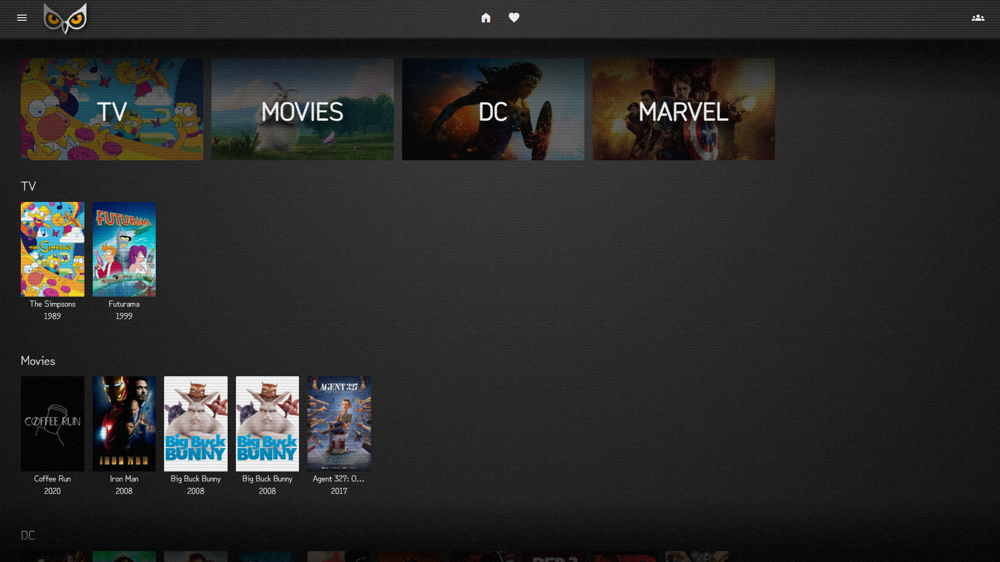 TV
MOVIES
DC
MARVEL
TV
THE SIMPSONS
FUTURAMA
The Simpsons
1989
Futurama
1999
Movies
COFFEE RUN
IRON MAN
Big Buck
BUNNY
Big Buck
BUNNY
AGENT 327
Coffee Run
2020
Iron Man
2008
Big Buck Bunny
2008
Big Buck Bunny
2008
Agent 327: O...
2017
DC